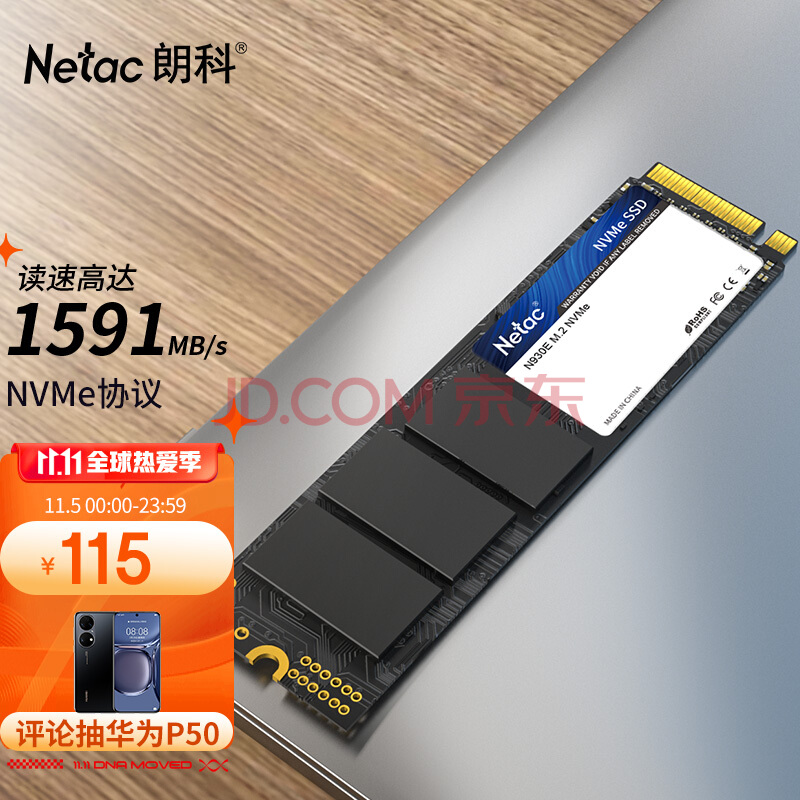 Netac 朗科®
读速高达
1591MB/s
NVMe协议
JD.COM 京东
NVMe SSD
WARRANTY VOID IF ANY LABEL REMOVED
Netac®
N930E M.2 NVMe
FC CE
RoHS
MADE IN CHINA
11.11 全球热爱季
11.5 00:00-23:59
¥115
08:08
评论抽华为P50
11.11 DNA MOVED